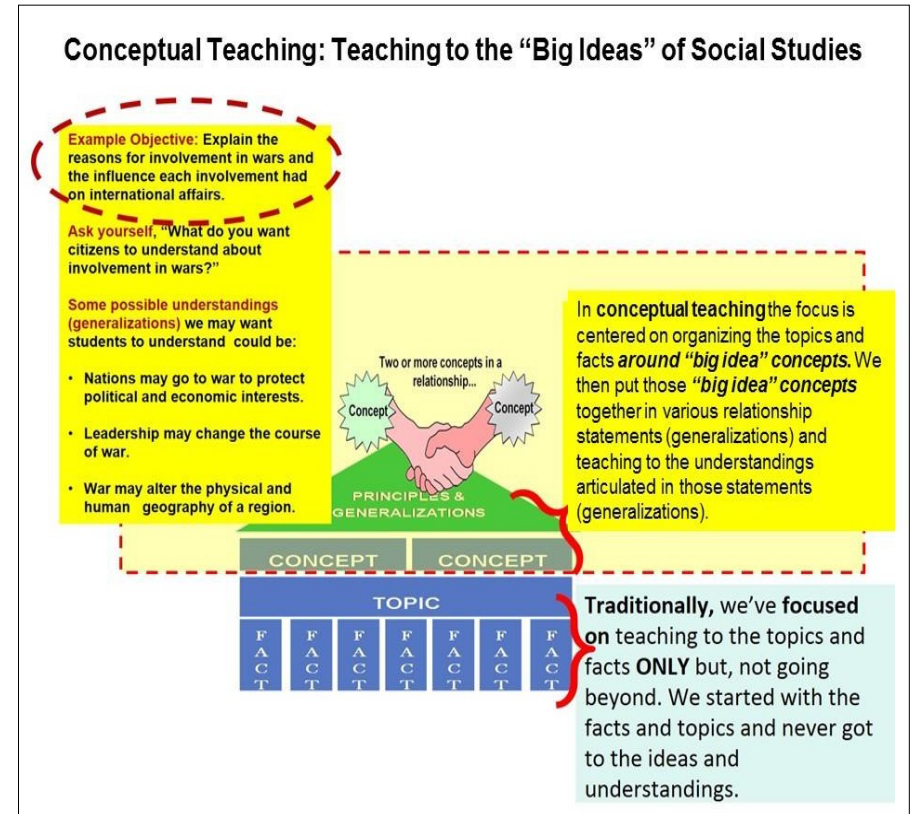 Conceptual Teaching: Teaching to the “Big Ideas” of Social Studies
Example Objective: Explain the
reasons for involvement in wars and
the influence each involvement had
on international affairs.
Ask yourself, “What do you want
citizens to understand about
involvement in wars?”
Some possible understandings
(generalizations) we may want
students to understand could be:
• Nations may go to war to protect
political and economic interests.
• Leadership may change the course
of war.
• War may alter the physical and
human geography of a region.
Two or more concepts in a
relationship...
Concept
Concept
PRINCIPLES &
GENERALIZATIONS
CONCEPT
CONCEPT
TOPIC
FACT
FACT
FACT
FACT
FACT
FACT
FACT
In conceptual teaching the focus is
centered on organizing the topics and
facts around “big idea” concepts. We
then put those “big idea” concepts
together in various relationship
statements (generalizations) and
teaching to the understandings
articulated in those statements
(generalizations).
Traditionally, we’ve focused
on teaching to the topics and
facts ONLY but, not going
beyond. We started with the
facts and topics and never got
to the ideas and
understandings.